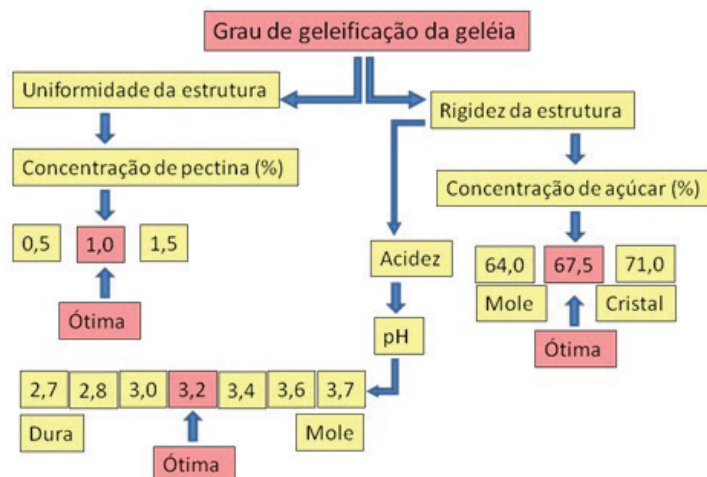 Grau de geleificação da geléia
Uniformidade da estrutura
Rigidez da estrutura
Concentração de pectina (%)
Concentração de açúcar (%)
0,5 1,0 1,5
Acidez
64,0 67,5 71,0
Mole Cristal
Ótima
Ótima
pH
2,7 2,8 3,0 3,2 3,4 3,6 3,7
Dura Mole
Ótima